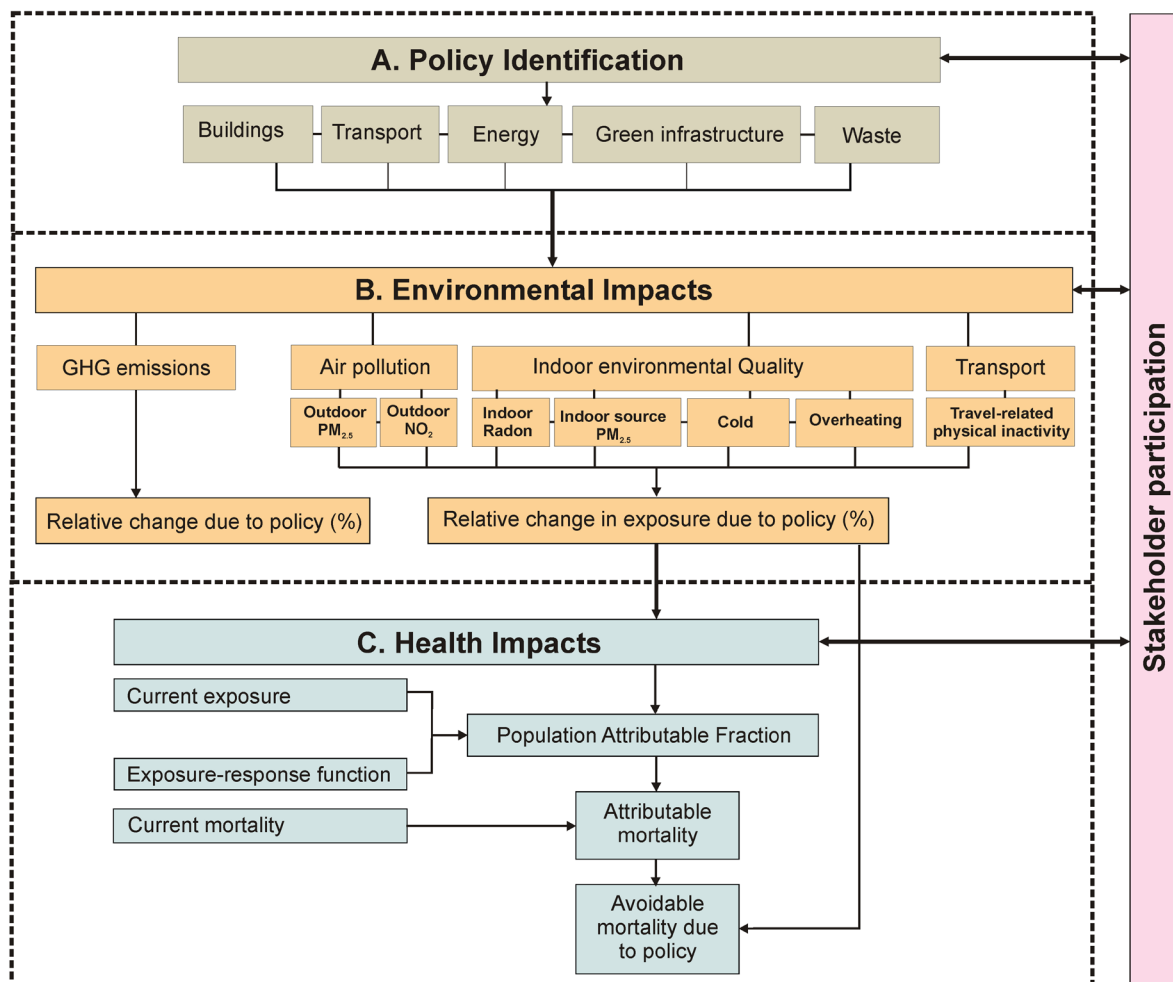 A. Policy Identification
Buildings
Transport
Energy
Green infrastructure
Waste
B. Environmental Impacts
GHG emissions
Air pollution
Indoor environmental Quality
Transport
Outdoor
PM2.5
Outdoor
NO2
Indoor
Radon
Indoor source
PM2.5
Cold
Overheating
Travel-related
physical inactivity
Relative change due to policy (%)
Relative change in exposure due to policy (%)
C. Health Impacts
Current exposure
Population Attributable Fraction
Exposure-response function
Current mortality
Attributable
mortality
Avoidable
mortality due
to policy
Stakeholder participation